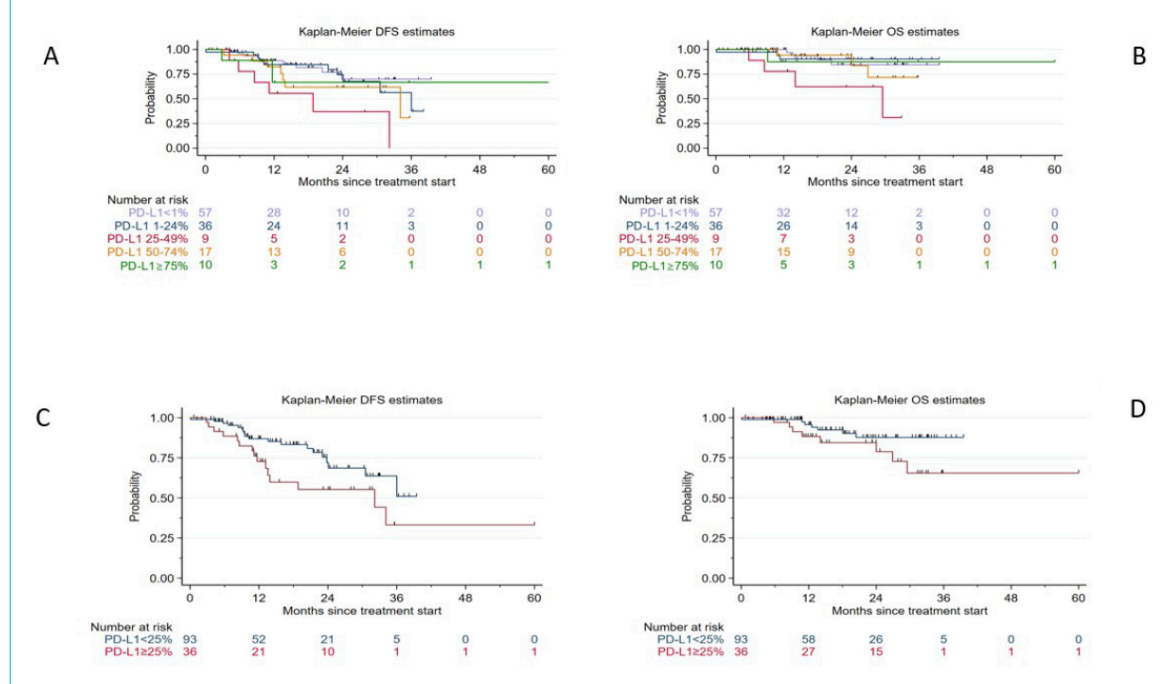 A
Kaplan-Meier DFS estimates
1.00
0.75
0.50
0.25
0.00
Probability
0 12 24 36 48 60
Months since treatment start
Number at risk
PD-L1<1% 57 28 10 2 0 0
PD-L1 1-24% 36 24 11 3 0 0
PD-L1 25-49% 9 5 2 0 0 0
PD-L1 50-74% 17 13 6 0 0 0
PD-L1≥75% 10 3 2 1 1 1
B
Kaplan-Meier OS estimates
1.00
0.75
0.50
0.25
0.00
Probability
0 12 24 36 48 60
Months since treatment start
Number at risk
PD-L1<1% 57 32 12 2 0 0
PD-L1 1-24% 36 26 14 3 0 0
PD-L1 25-49% 9 7 3 0 0 0
PD-L1 50-74% 17 15 9 0 0 0
PD-L1≥75% 10 5 3 1 1 1
C
Kaplan-Meier DFS estimates
1.00
0.75
0.50
0.25
0.00
Probability
0 12 24 36 48 60
Months since treatment start
Number at risk
PD-L1<25% 93 52 21 5 0 0
PD-L1≥25% 36 21 10 1 1 1
D
Kaplan-Meier OS estimates
1.00
0.75
0.50
0.25
0.00
Probability
0 12 24 36 48 60
Months since treatment start
Number at risk
PD-L1<25% 93 58 26 5 0 0
PD-L1≥25% 36 27 15 1 1 1